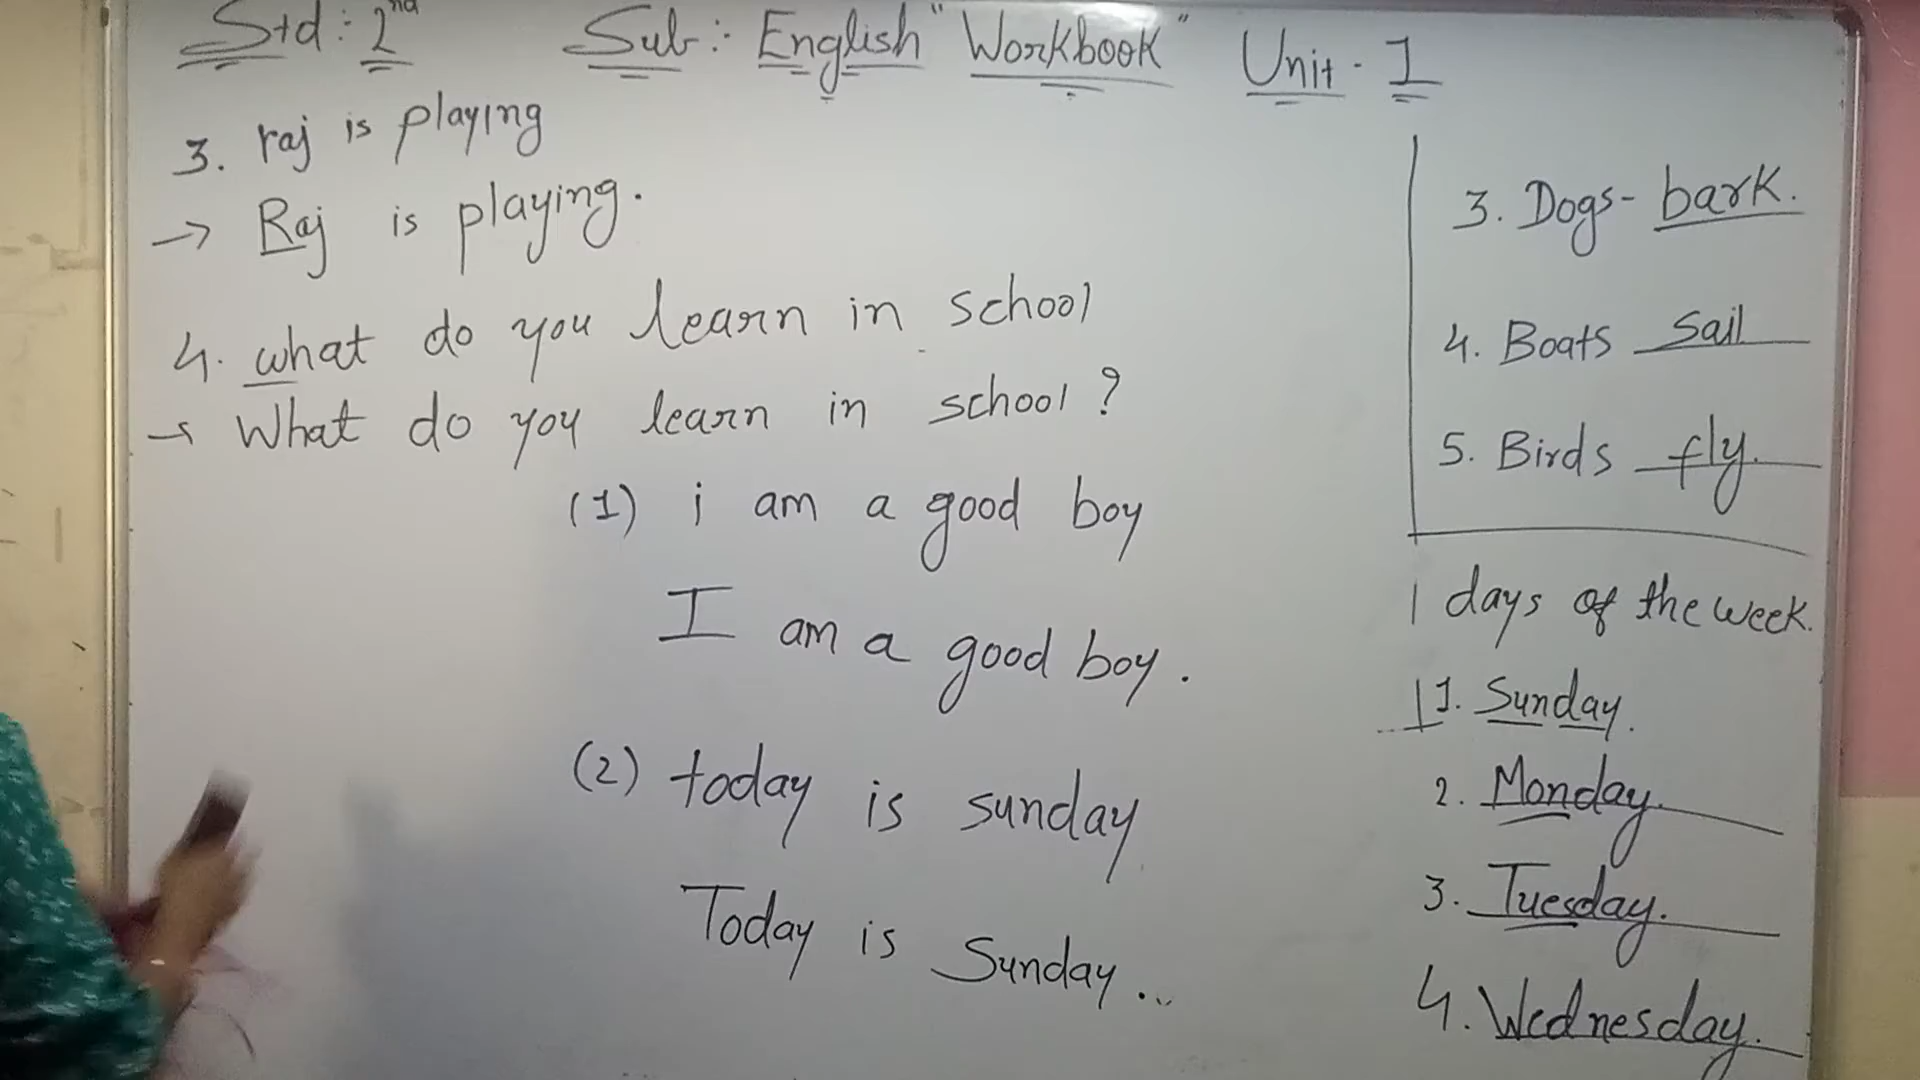 Std : 2nd Sub :- English "Workbook" Unit - 1
3. raj is playing
→ Raj is playing.
4. what do you learn in school
→ What do you learn in school ?
(1) i am a good boy
I am a good boy.
(2) today is sunday
Today is Sunday..
3. Dogs - bark.
4. Boats sail
5. Birds fly.
1 days of the week.
1. Sunday.
2. Monday.
3. Tuesday.
4. Wednesday.